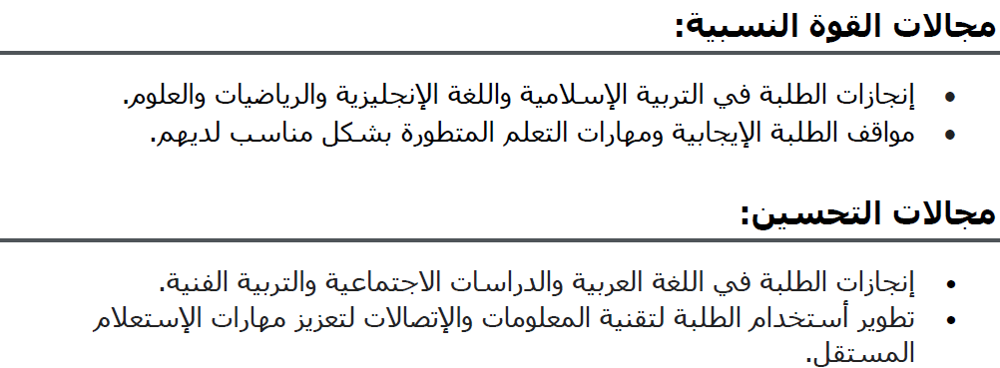 مجالات القوة النسبية:
• إنجازات الطلبة في التربية الإسلامية واللغة الإنجليزية والرياضيات والعلوم.
• مواقف الطلبة الإيجابية ومهارات التعلم المتطورة بشكل مناسب لديهم.
مجالات التحسين:
• إنجازات الطلبة في اللغة العربية والدراسات الاجتماعية والتربية الفنية.
• تطوير أستخدام الطلبة لتقنية المعلومات والإتصالات لتعزيز مهارات الإستعلام
المستقل.